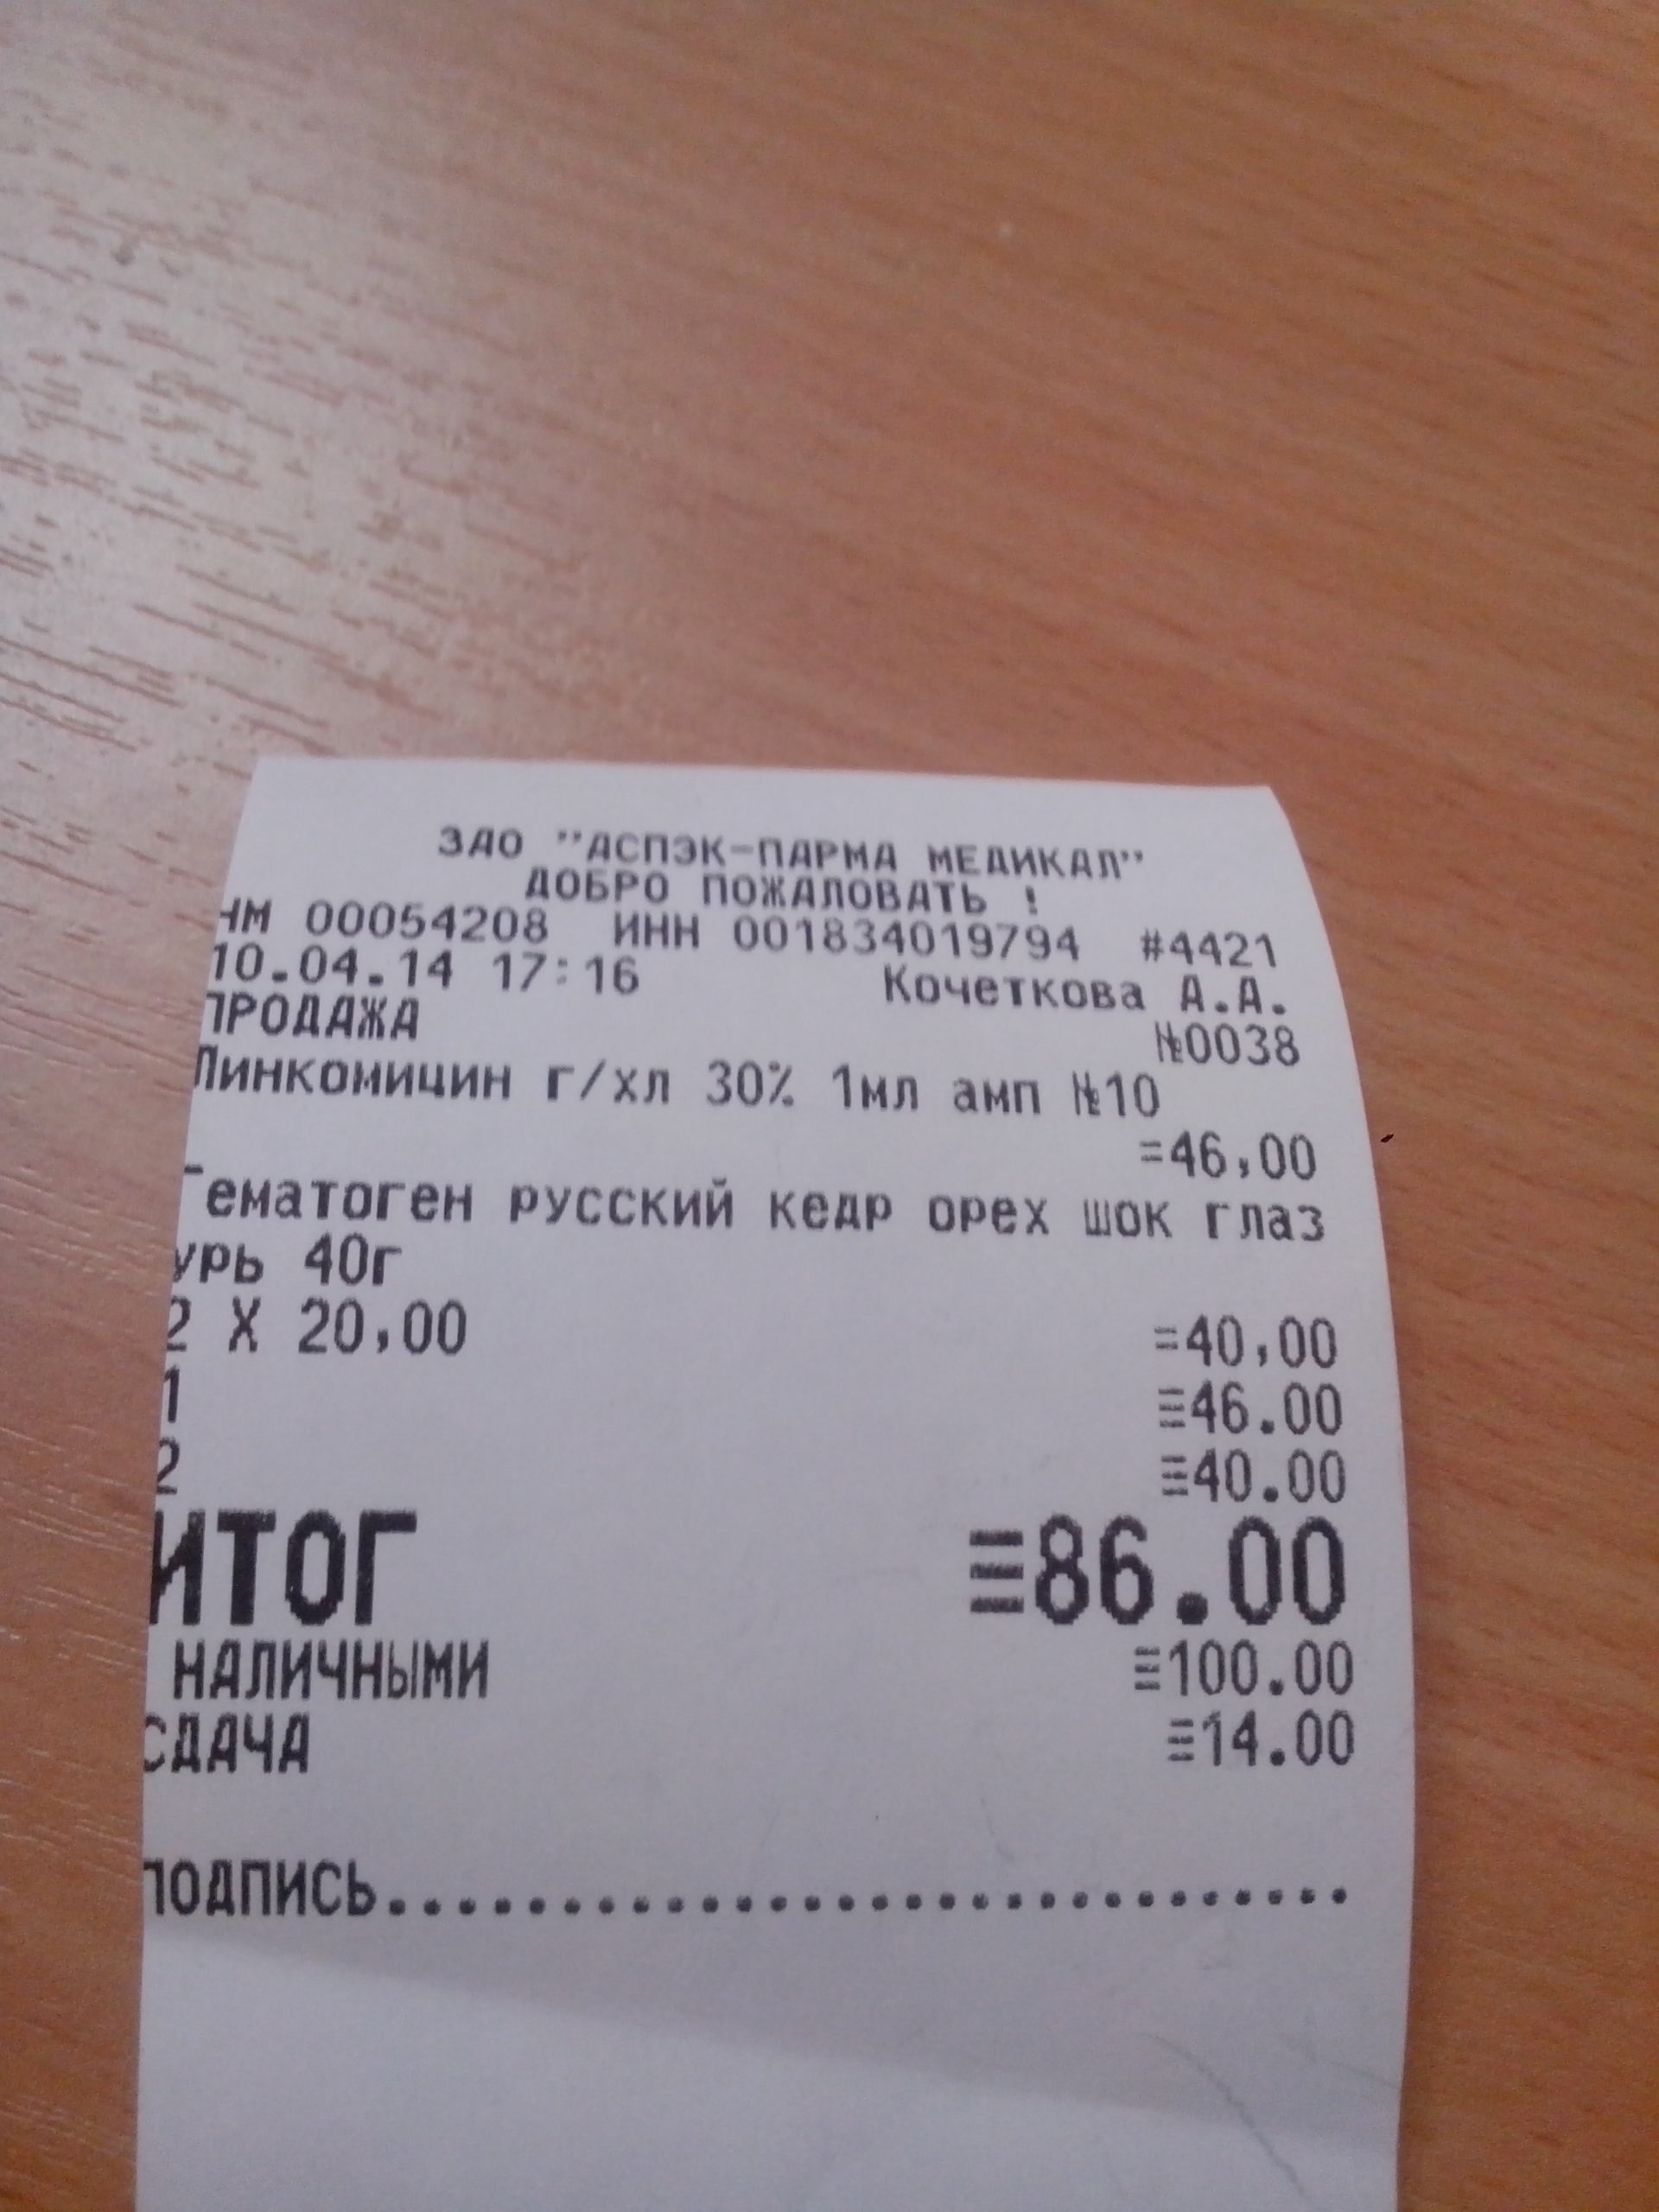 ЗАО "АСПЭК-ПАРМА МЕДИКАЛ"
ДОБРО ПОЖАЛОВАТЬ !
НМ 00054208 ИНН 001834019794 #4421
10.04.14 17:16 Кочеткова А.А.
ПРОДАЖА №0038
Линкомицин г/хл 30% 1мл амп №10
=46,00
Гематоген русский кедр орех шок глаз
урь 40г
2 X 20,00 =40,00
1 ≡46.00
2 ≡40.00
ИТОГ ≡86.00
НАЛИЧНЫМИ ≡100.00
СДАЧА ≡14.00
ПОДПИСЬ............................